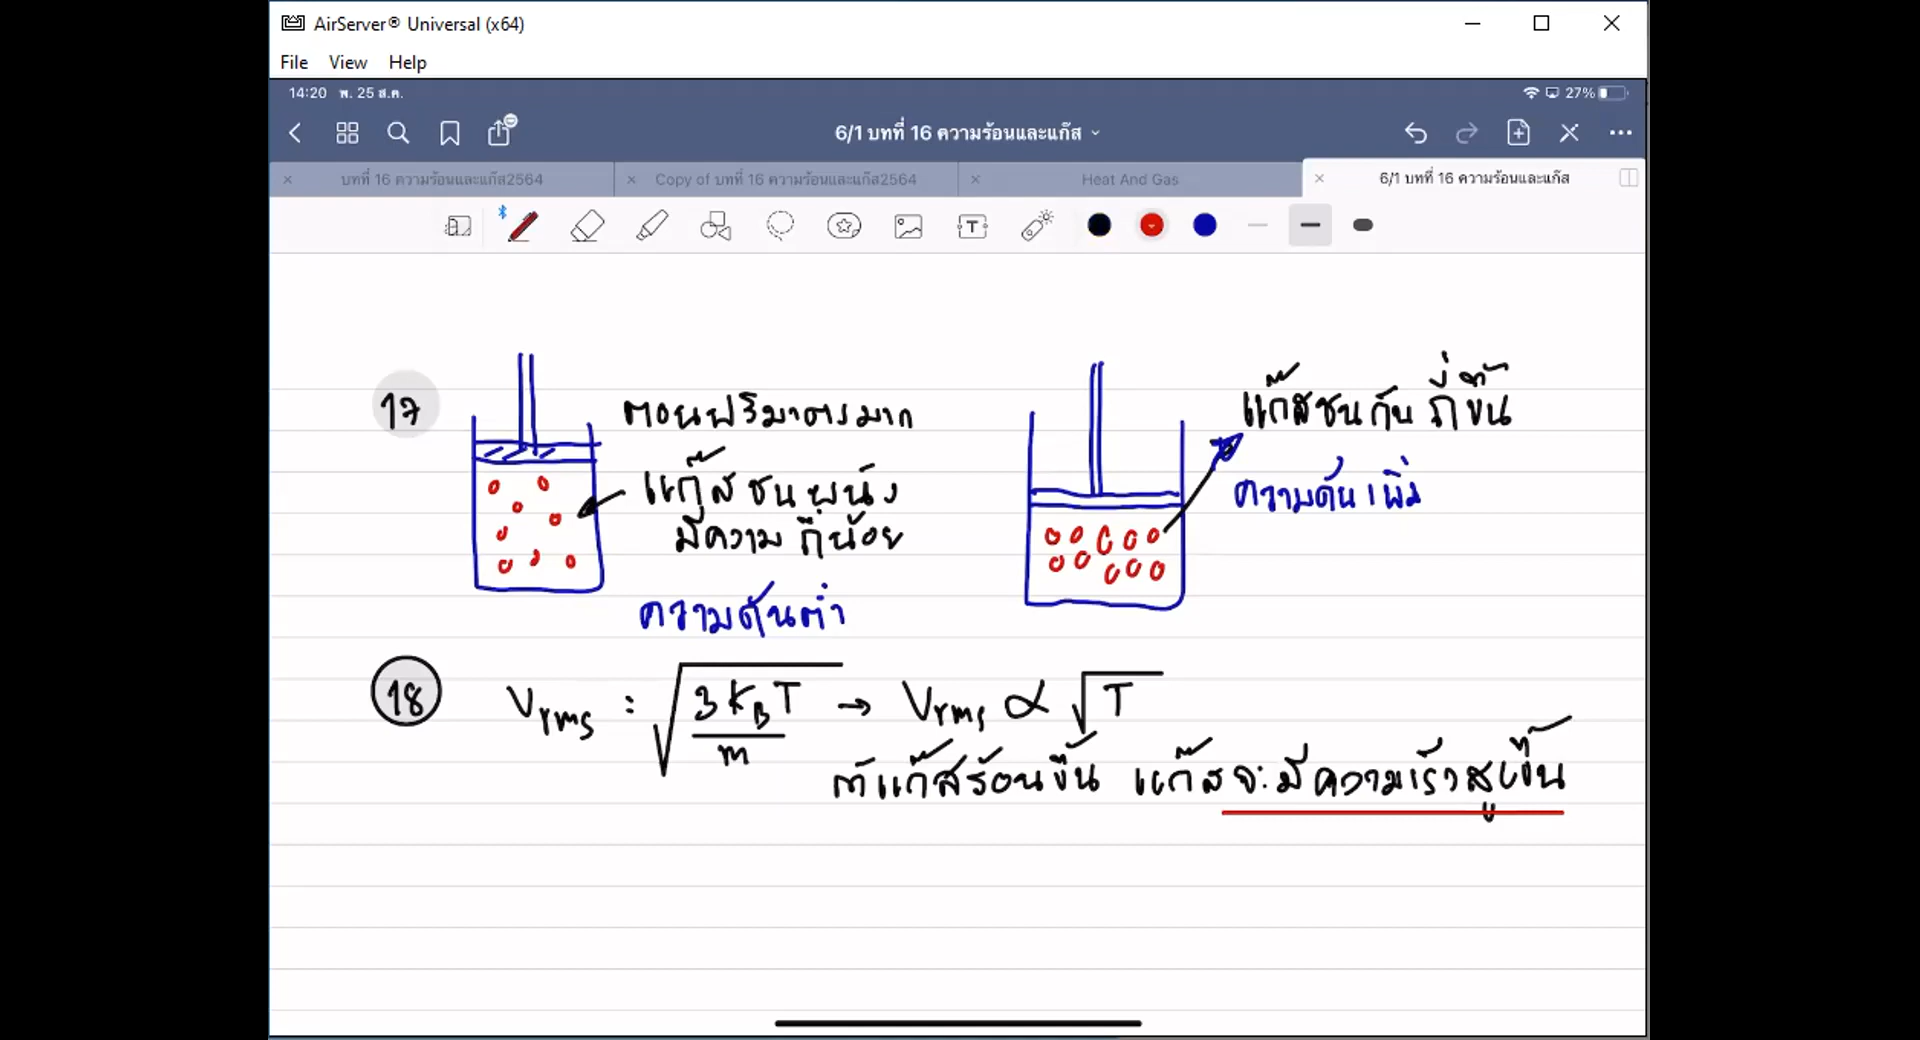 AirServer® Universal (x64)
File View Help
14:20 พ. 25 ส.ค. 27%
6/1 บทที่ 16 ความร้อนและแก๊ส
บทที่ 16 ความร้อนและแก๊ส2564 Copy of บทที่ 16 ความร้อนและแก๊ส2564 Heat And Gas 6/1 บทที่ 16 ความร้อนและแก๊ส
17
ตอนปริมาตรมาก
แก๊สชนผนัง
มีความถี่น้อย
ความดันต่ำ
แก๊สชนกันถี่ขึ้น
ความดันเพิ่ม
18 Vrms = √(3KBT/m) → Vrms ∝ √T
ถ้าแก๊สร้อนขึ้น แก๊สจะมีความเร็วสูงขึ้น